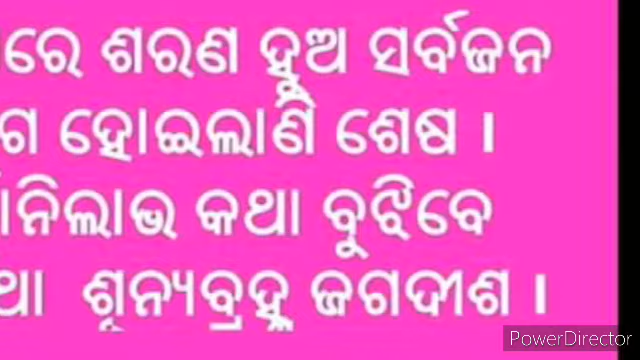 ରେ ଶରଣ ହୁଅ ସର୍ବଜନ
ଗ ହୋଇଲାଣି ଶେଷ ।
ନିଲାଭ କଥା ବୁଝିବେ
ଥା ଶୂନ୍ୟବ୍ରହ୍ମ ଜଗଦୀଶ ।
PowerDirector